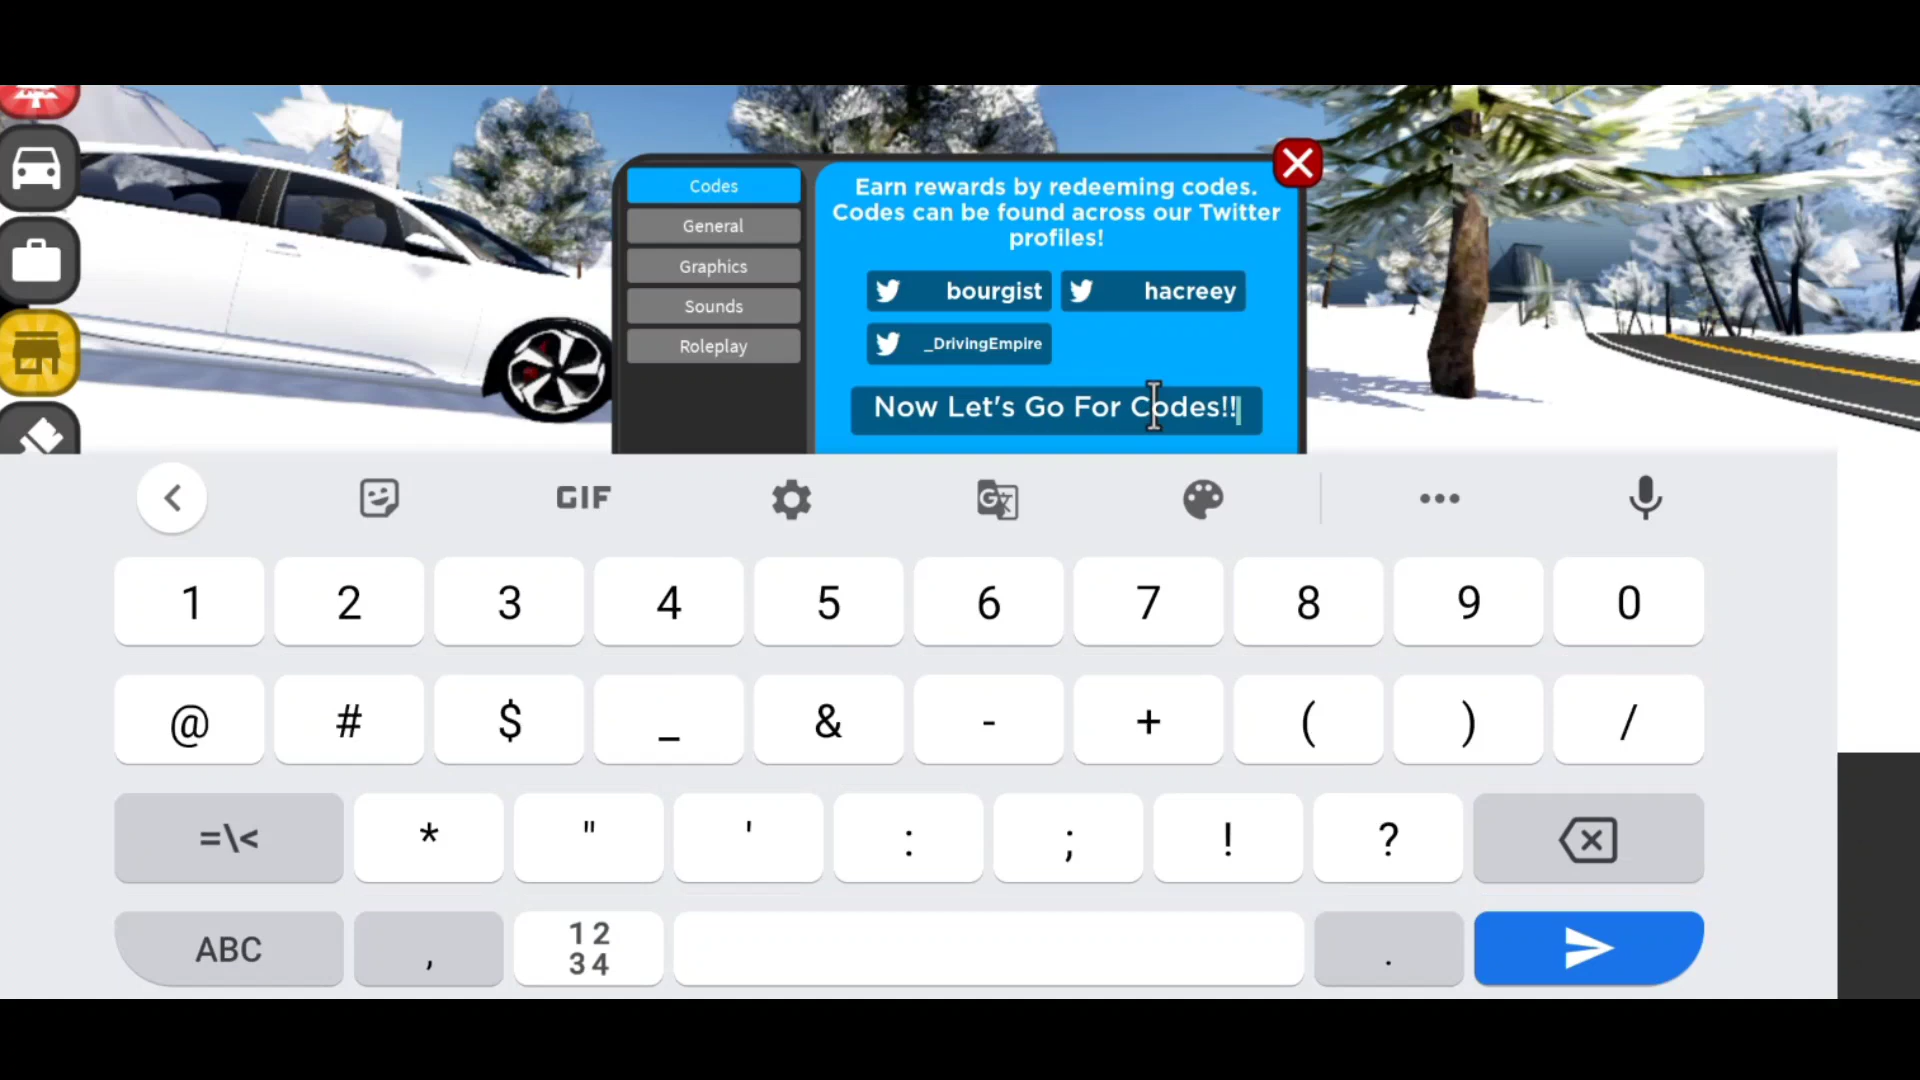 Codes
General
Graphics
Sounds
Roleplay
Earn rewards by redeeming codes.
Codes can be found across our Twitter
profiles!
bourgist
hacreey
_DrivingEmpire
Now Let's Go For Codes!!
GIF
G
1 2 3 4 5 6 7 8 9 0
@ # $ _ & - + ( ) /
=\< * " ' : ; ! ?
ABC , 12 .
34